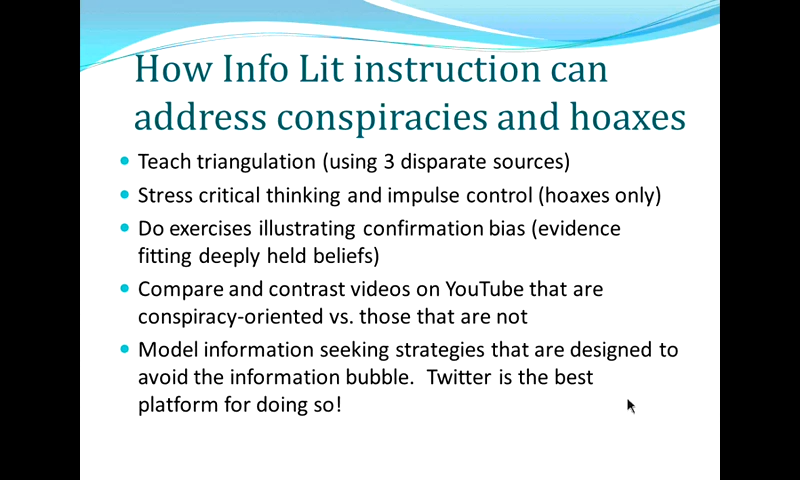 How Info Lit instruction can
address conspiracies and hoaxes
• Teach triangulation (using 3 disparate sources)
• Stress critical thinking and impulse control (hoaxes only)
• Do exercises illustrating confirmation bias (evidence
fitting deeply held beliefs)
• Compare and contrast videos on YouTube that are
conspiracy-oriented vs. those that are not
• Model information seeking strategies that are designed to
avoid the information bubble.  Twitter is the best
platform for doing so!